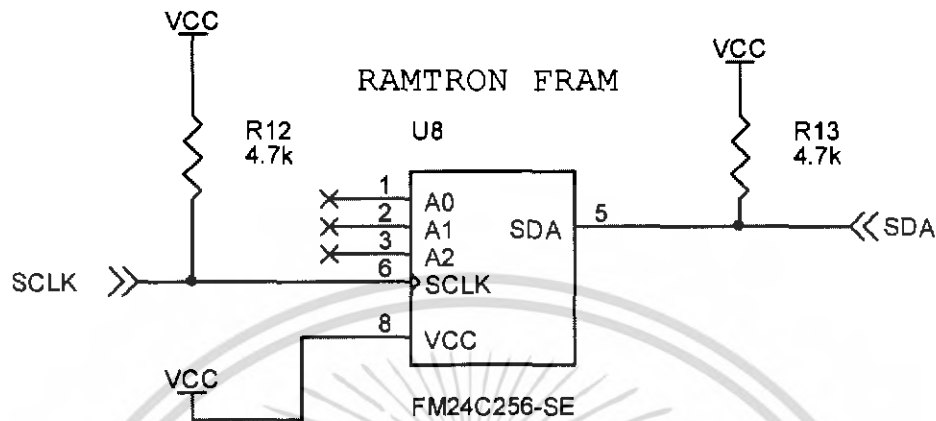 VCC
VCC
RAMTRON FRAM
R12
4.7k
U8
R13
4.7k
1
A0
2
A1
3
A2
6
SCLK
SDA
5
SDA
SCLK
8
VCC
VCC
FM24C256-SE